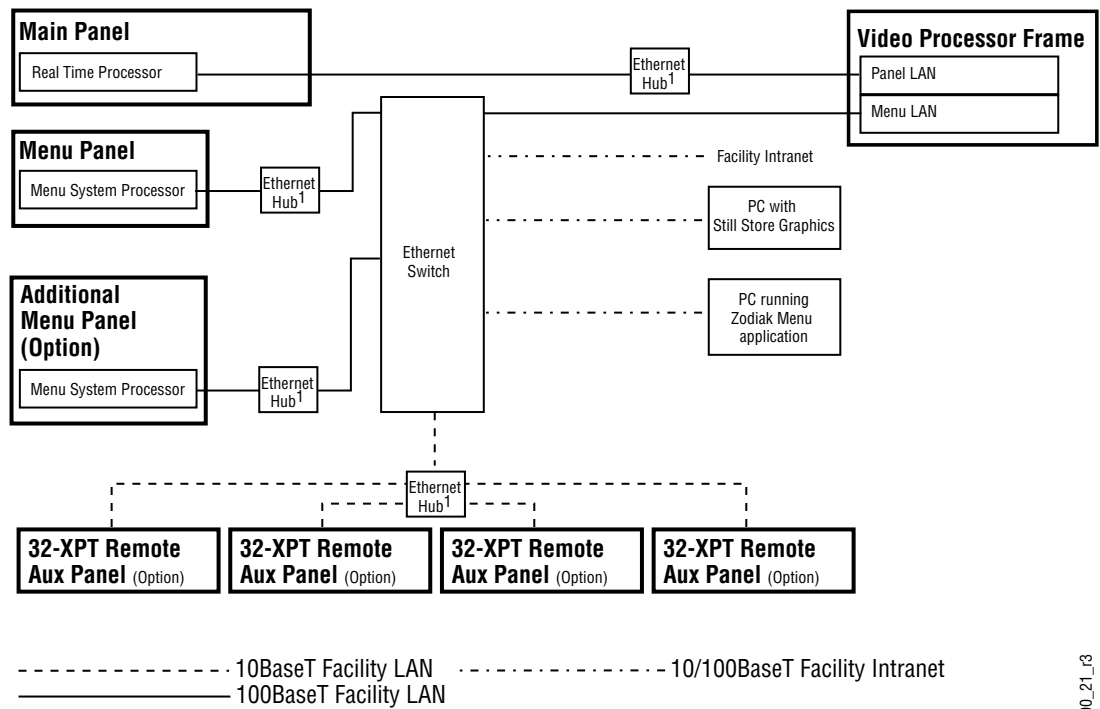 Main Panel
Real Time Processor
Ethernet
Hub1
Video Processor Frame
Panel LAN
Menu LAN
Menu Panel
Menu System Processor
Ethernet
Hub1
Ethernet
Switch
Facility Intranet
PC with
Still Store Graphics
PC running
Zodiak Menu
application
Additional
Menu Panel
(Option)
Menu System Processor
Ethernet
Hub1
Ethernet
Hub1
32-XPT Remote
Aux Panel (Option)
32-XPT Remote
Aux Panel (Option)
32-XPT Remote
Aux Panel (Option)
32-XPT Remote
Aux Panel (Option)
10BaseT Facility LAN
10/100BaseT Facility Intranet
100BaseT Facility LAN